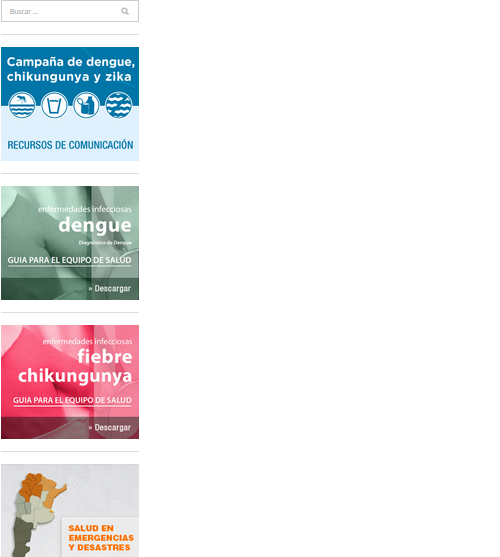 Buscar ...
Campaña de dengue,
chikungunya y zika
RECURSOS DE COMUNICACIÓN
enfermedades infecciosas
dengue
Diagnóstico de Dengue
GUIA PARA EL EQUIPO DE SALUD
» Descargar
enfermedades infecciosas
fiebre
chikungunya
GUIA PARA EL EQUIPO DE SALUD
» Descargar
SALUD EN
EMERGENCIAS
Y DESASTRES